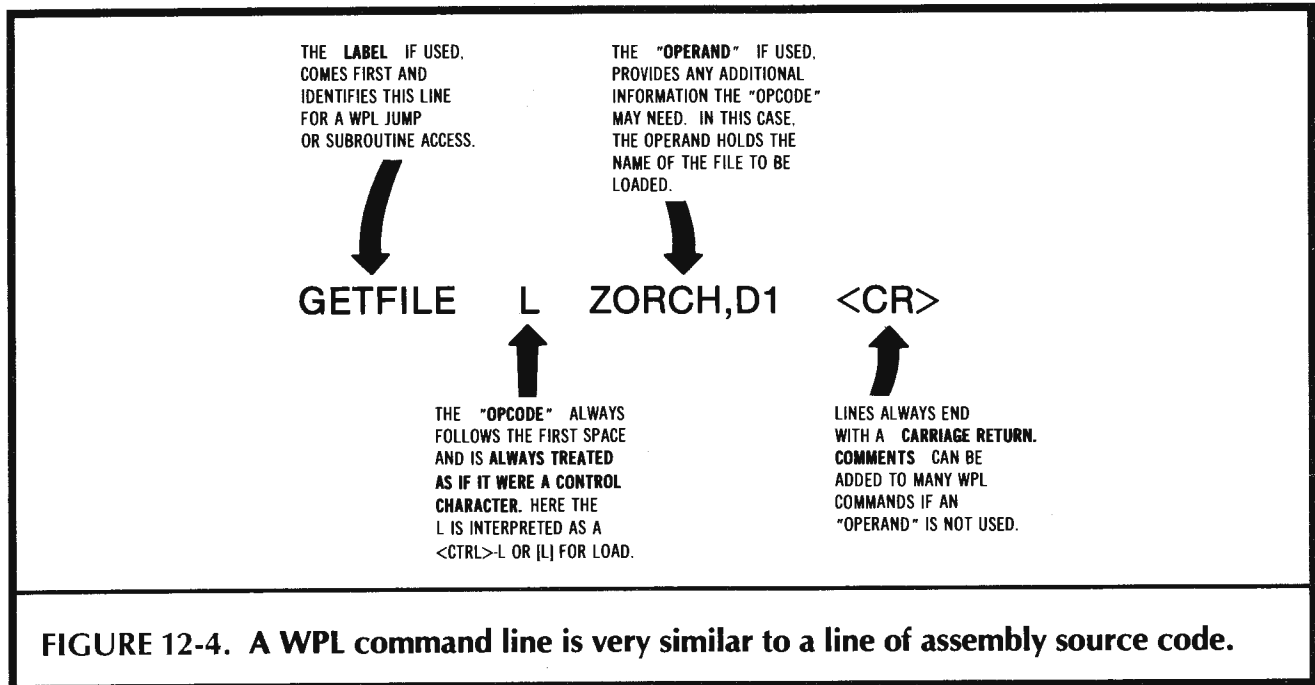 THE LABEL IF USED,
COMES FIRST AND
IDENTIFIES THIS LINE
FOR A WPL JUMP
OR SUBROUTINE ACCESS.
THE "OPERAND" IF USED,
PROVIDES ANY ADDITIONAL
INFORMATION THE "OPCODE"
MAY NEED. IN THIS CASE,
THE OPERAND HOLDS THE
NAME OF THE FILE TO BE
LOADED.
GETFILE L ZORCH,D1 <CR>
THE "OPCODE" ALWAYS
FOLLOWS THE FIRST SPACE
AND IS ALWAYS TREATED
AS IF IT WERE A CONTROL
CHARACTER. HERE THE
L IS INTERPRETED AS A
<CTRL>-L OR [L] FOR LOAD.
LINES ALWAYS END
WITH A CARRIAGE RETURN.
COMMENTS CAN BE
ADDED TO MANY WPL
COMMANDS IF AN
"OPERAND" IS NOT USED.
FIGURE 12-4. A WPL command line is very similar to a line of assembly source code.